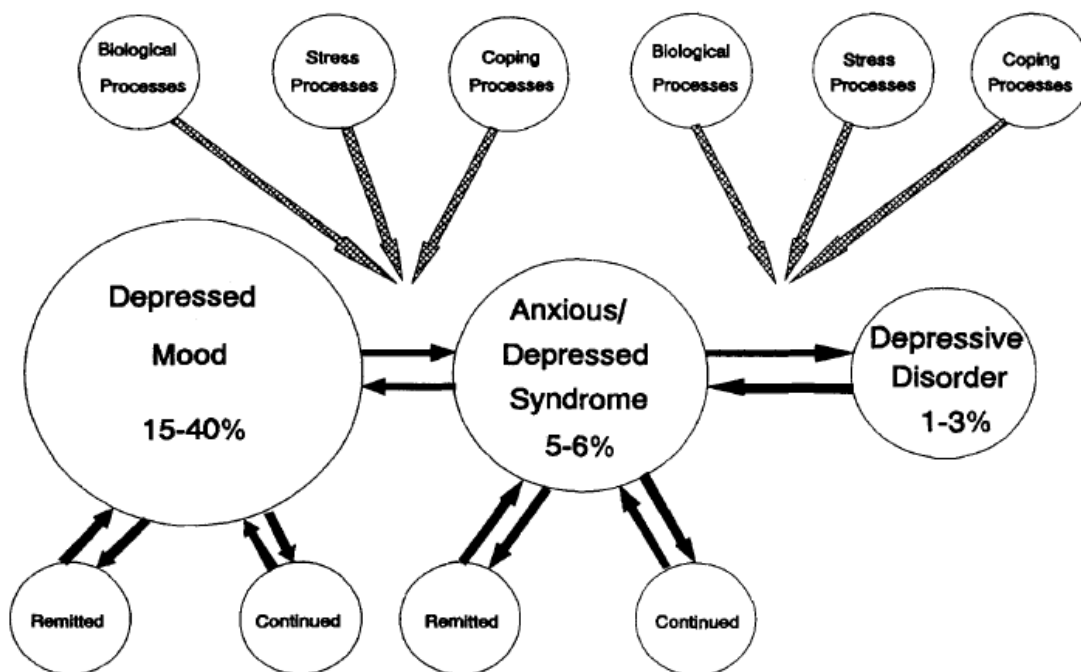 Biological
Processes
Stress
Processes
Coping
Processes
Biological
Processes
Stress
Processes
Coping
Processes
Depressed
Mood
15-40%
Anxious/
Depressed
Syndrome
5-6%
Depressive
Disorder
1-3%
Remitted
Continued
Remitted
Continued